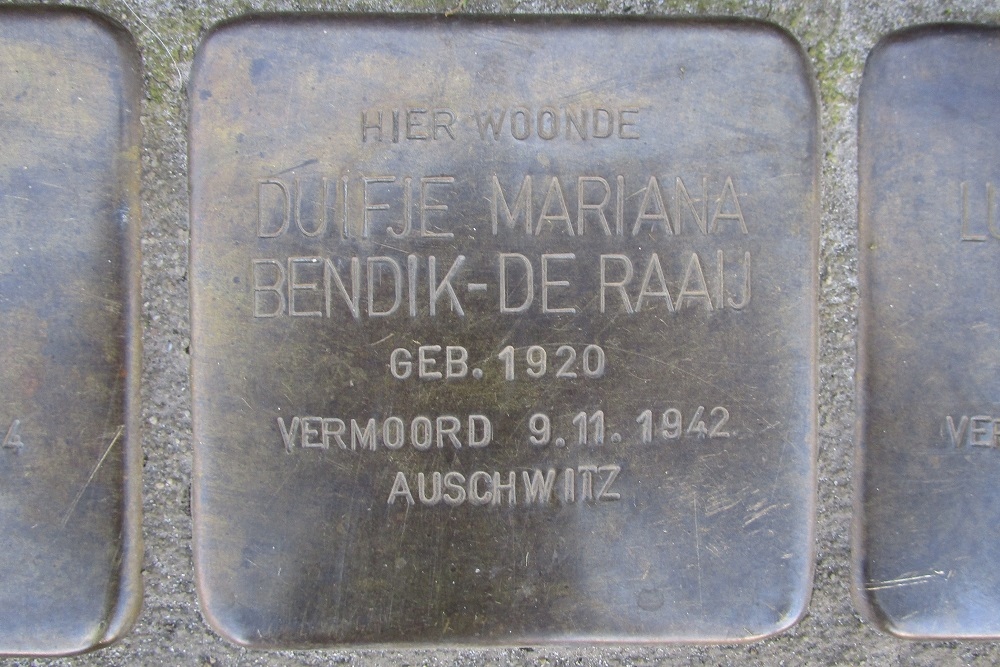 HIER WOONDE
DUIFJE MARIANA
BENDIK-DE RAAIJ
GEB. 1920
VERMOORD 9.11.1942
AUSCHWITZ